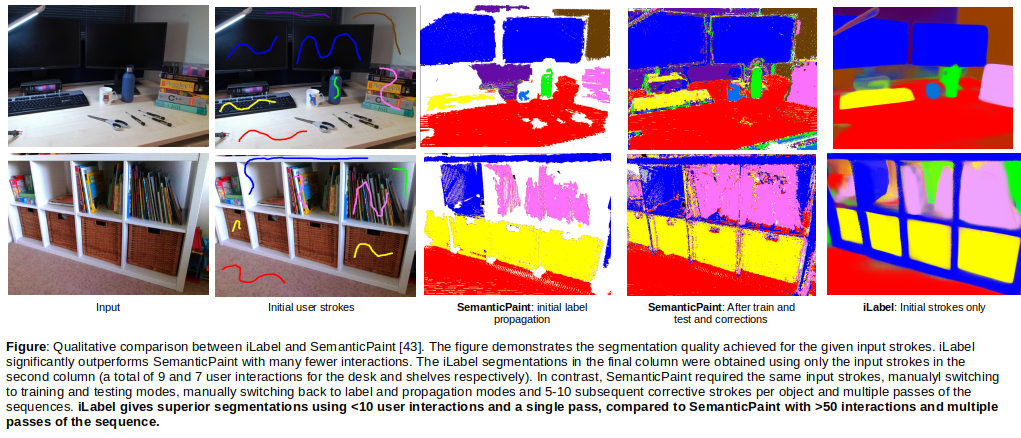 Input
Initial user strokes
SemanticPaint: initial label
propagation
SemanticPaint: After train and
test and corrections
iLabel: Initial strokes only
Figure: Qualitative comparison between iLabel and SemanticPaint [43]. The figure demonstrates the segmentation quality achieved for the given input strokes. iLabel
significantly outperforms SemanticPaint with many fewer interactions. The iLabel segmentations in the final column were obtained using only the input strokes in the
second column (a total of 9 and 7 user interactions for the desk and shelves respectively). In contrast, SemanticPaint required the same input strokes, manualyl switching
to training and testing modes, manually switching back to label and propagation modes and 5-10 subsequent corrective strokes per object and multiple passes of the
sequences. iLabel gives superior segmentations using <10 user interactions and a single pass, compared to SemanticPaint with >50 interactions and multiple
passes of the sequence.